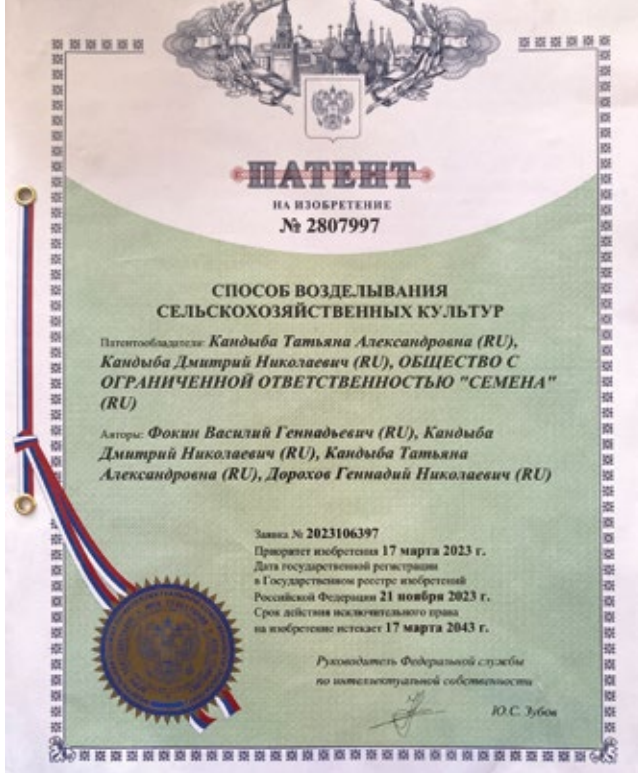 ПАТЕНТ
НА ИЗОБРЕТЕНИЕ
№ 2807997
СПОСОБ ВОЗДЕЛЫВАНИЯ
СЕЛЬСКОХОЗЯЙСТВЕННЫХ КУЛЬТУР
Патентообладатели: Кандыба Татьяна Александровна (RU),
Кандыба Дмитрий Николаевич (RU), ОБЩЕСТВО С
ОГРАНИЧЕННОЙ ОТВЕТСТВЕННОСТЬЮ "СЕМЕНА"
(RU)
Авторы: Фокин Василий Геннадьевич (RU), Кандыба
Дмитрий Николаевич (RU), Кандыба Татьяна
Александровна (RU), Дорохов Геннадий Николаевич (RU)
Заявка № 2023106397
Приоритет изобретения 17 марта 2023 г.
Дата государственной регистрации
в Государственном реестре изобретений
Российской Федерации 21 ноября 2023 г.
Срок действия исключительного права
на изобретение истекает 17 марта 2043 г.
Руководитель Федеральной службы
по интеллектуальной собственности
Ю.С. Зубов